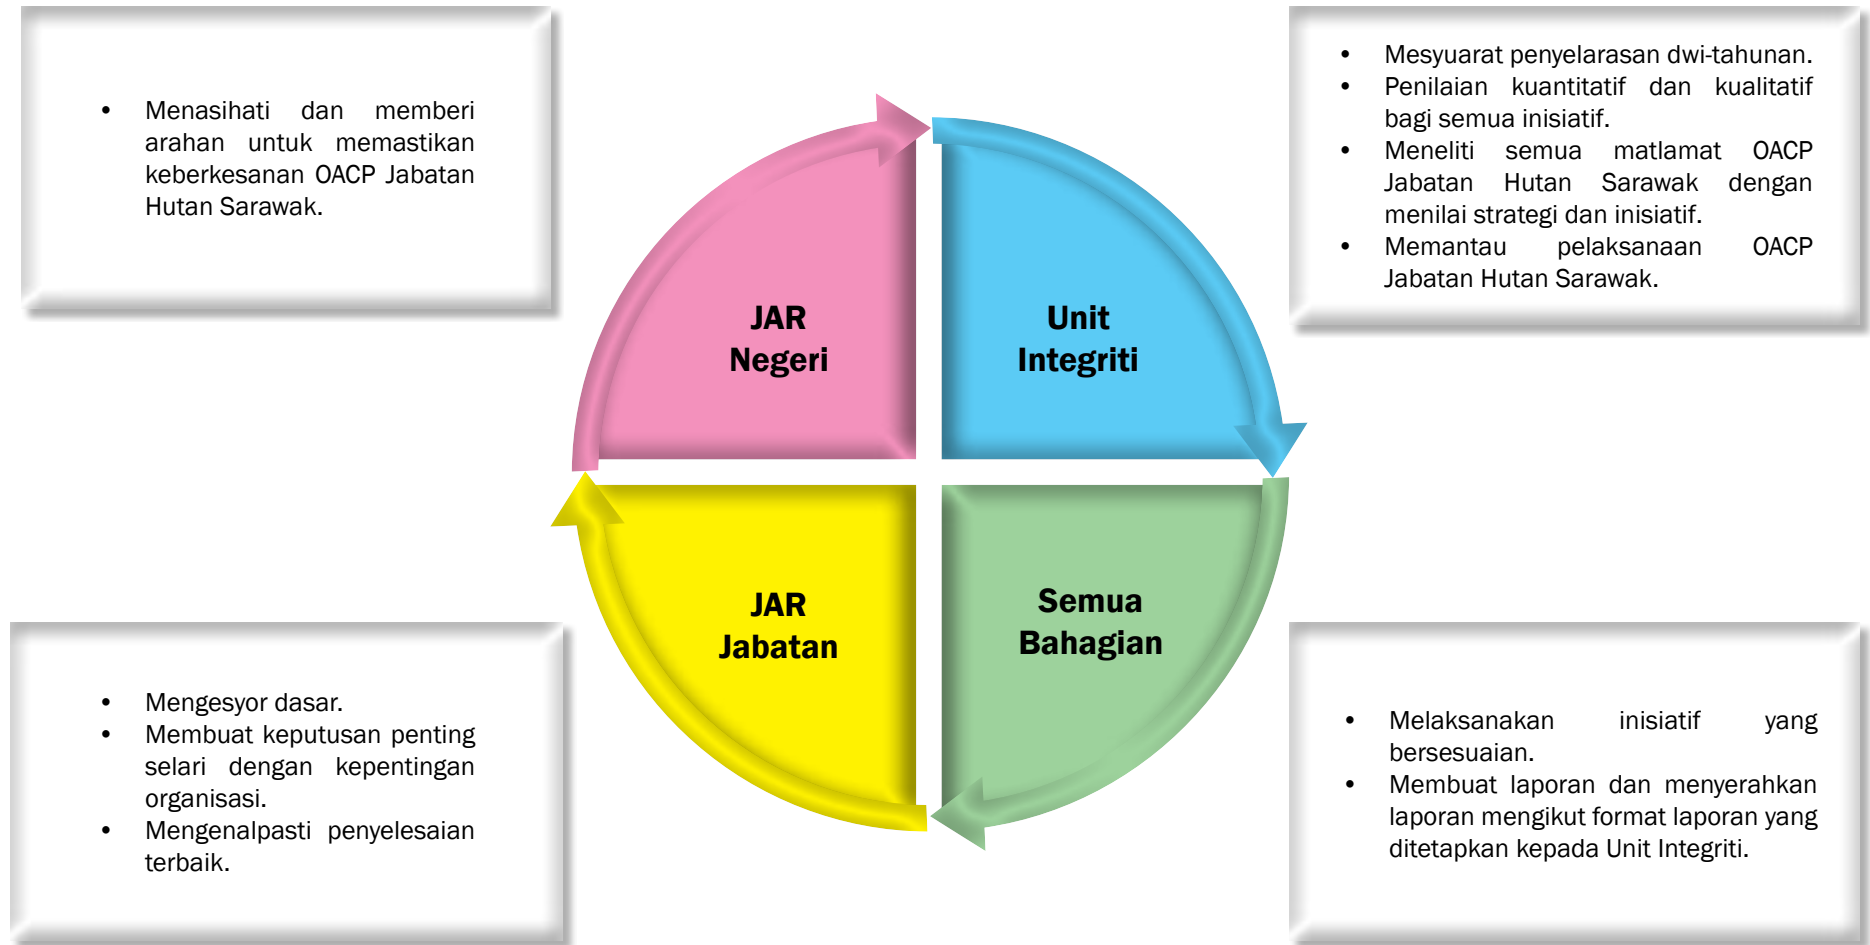 • Menasihati dan memberi
arahan untuk memastikan
keberkesanan OACP Jabatan
Hutan Sarawak.
• Mesyuarat penyelarasan dwi-tahunan.
• Penilaian kuantitatif dan kualitatif
bagi semua inisiatif.
• Meneliti semua matlamat OACP
Jabatan Hutan Sarawak dengan
menilai strategi dan inisiatif.
• Memantau pelaksanaan OACP
Jabatan Hutan Sarawak.
JAR
Negeri
Unit
Integriti
JAR
Jabatan
Semua
Bahagian
• Mengesyor dasar.
• Membuat keputusan penting
selari dengan kepentingan
organisasi.
• Mengenalpasti penyelesaian
terbaik.
• Melaksanakan inisiatif yang
bersesuaian.
• Membuat laporan dan menyerahkan
laporan mengikut format laporan yang
ditetapkan kepada Unit Integriti.